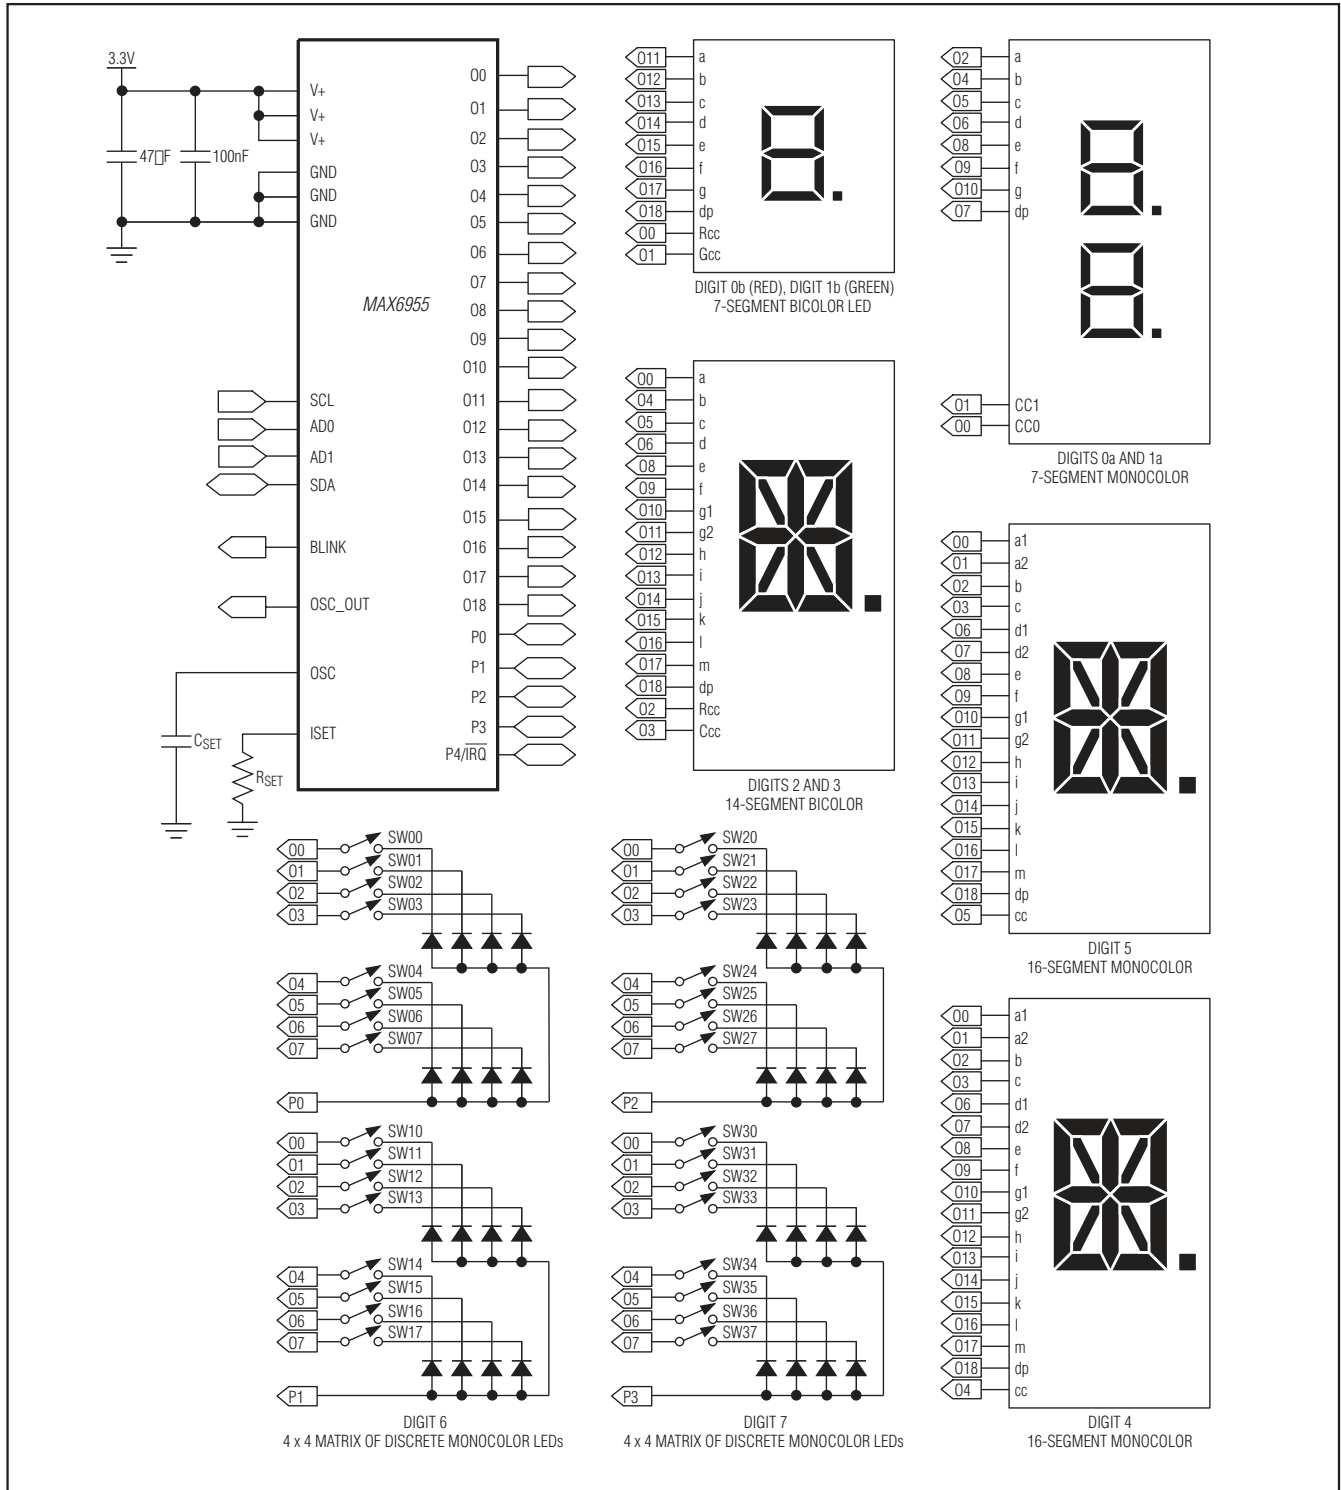 3.3V
47▯F
100nF
V+
V+
V+
GND
GND
GND
MAX6955
SCL
AD0
AD1
SDA
BLINK
OSC_OUT
OSC
ISET
CSET
RSET
O0
O1
O2
O3
O4
O5
O6
O7
O8
O9
O10
O11
O12
O13
O14
O15
O16
O17
O18
P0
P1
P2
P3
P4/IRQ
O11 a
O12 b
O13 c
O14 d
O15 e
O16 f
O17 g
O18 dp
O0 Rcc
O1 Gcc
DIGIT 0b (RED), DIGIT 1b (GREEN)
7-SEGMENT BICOLOR LED
O2 a
O4 b
O5 c
O6 d
O8 e
O9 f
O10 g
O7 dp
O1 CC1
O0 CC0
DIGITS 0a AND 1a
7-SEGMENT MONOCOLOR
O0 a
O4 b
O5 c
O6 d
O8 e
O9 f
O10 g1
O11 g2
O12 h
O13 i
O14 j
O15 k
O16 l
O17 m
O18 dp
O2 Rcc
O3 Ccc
DIGITS 2 AND 3
14-SEGMENT BICOLOR
O0 a1
O1 a2
O2 b
O3 c
O6 d1
O7 d2
O8 e
O9 f
O10 g1
O11 g2
O12 h
O13 i
O14 j
O15 k
O16 l
O17 m
O18 dp
O5 cc
DIGIT 5
16-SEGMENT MONOCOLOR
O0 SW00
O1 SW01
O2 SW02
O3 SW03
O4 SW04
O5 SW05
O6 SW06
O7 SW07
P0
O0 SW10
O1 SW11
O2 SW12
O3 SW13
O4 SW14
O5 SW15
O6 SW16
O7 SW17
P1
DIGIT 6
4 x 4 MATRIX OF DISCRETE MONOCOLOR LEDs
O0 SW20
O1 SW21
O2 SW22
O3 SW23
O4 SW24
O5 SW25
O6 SW26
O7 SW27
P2
O0 SW30
O1 SW31
O2 SW32
O3 SW33
O4 SW34
O5 SW35
O6 SW36
O7 SW37
P3
DIGIT 7
4 x 4 MATRIX OF DISCRETE MONOCOLOR LEDs
O0 a1
O1 a2
O2 b
O3 c
O6 d1
O7 d2
O8 e
O9 f
O10 g1
O11 g2
O12 h
O13 i
O14 j
O15 k
O16 l
O17 m
O18 dp
O4 cc
DIGIT 4
16-SEGMENT MONOCOLOR